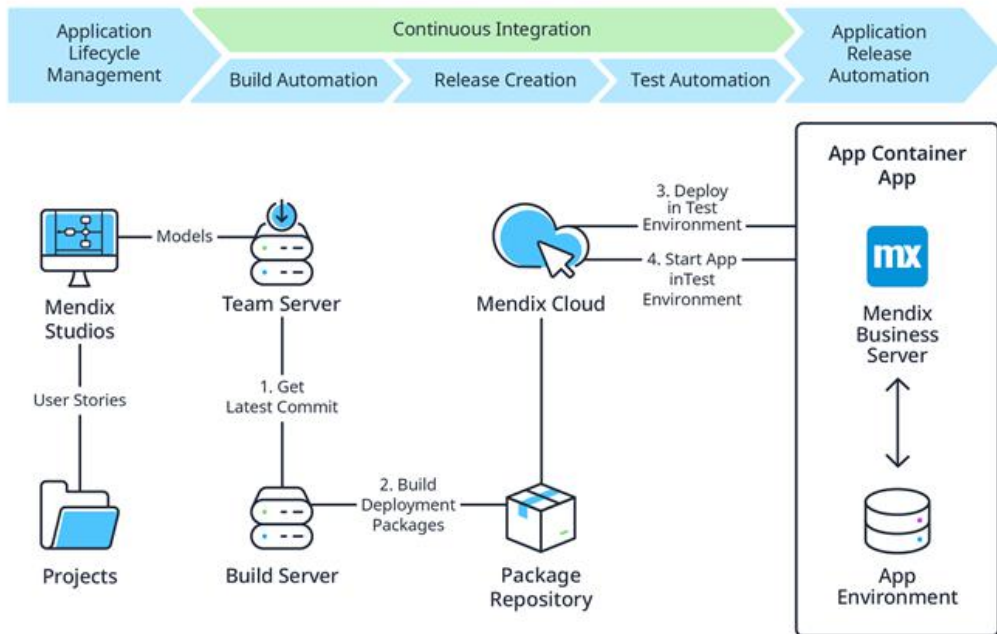 Application
Lifecycle
Management
Continuous Integration
Build Automation
Release Creation
Test Automation
Application
Release
Automation
App Container
App
Models
3. Deploy
in Test
Environment
4. Start App
inTest
Environment
mx
Mendix
Studios
Team Server
Mendix Cloud
Mendix
Business
Server
User Stories
1. Get
Latest Commit
2. Build
Deployment
Packages
Projects
Build Server
Package
Repository
App
Environment